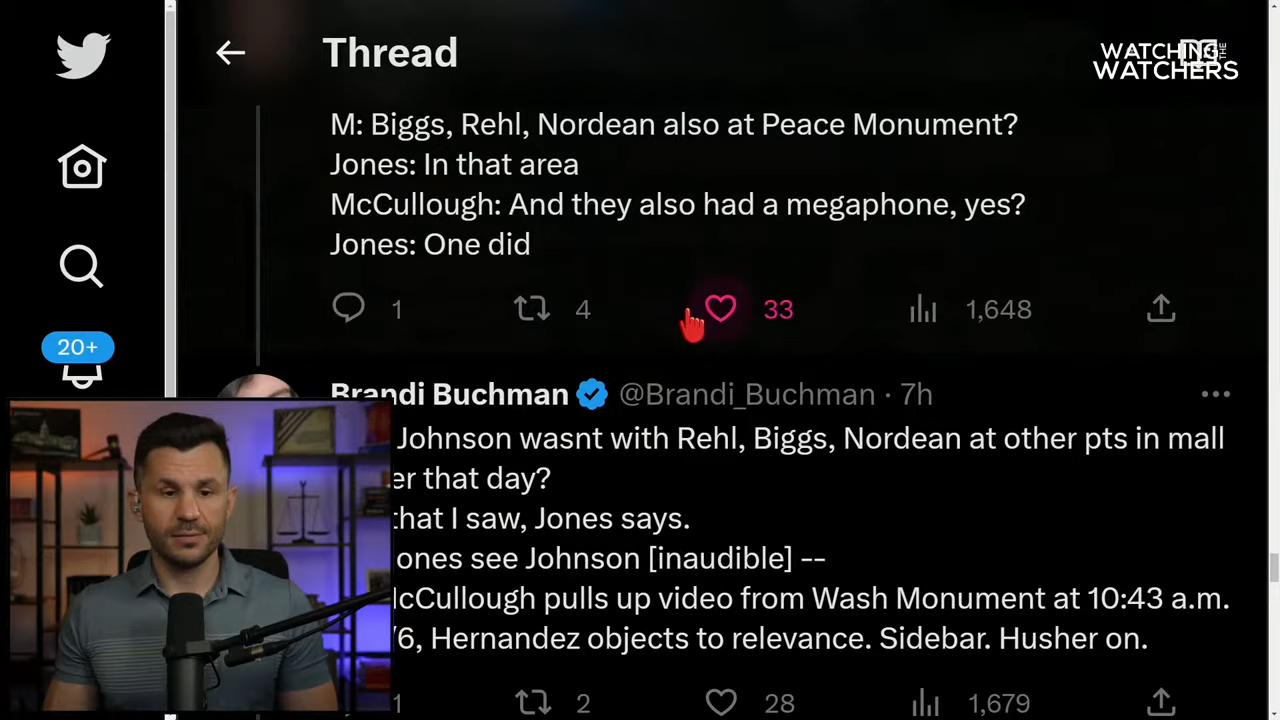 Thread
WATCHING THE
WATCHERS
M: Biggs, Rehl, Nordean also at Peace Monument?
Jones: In that area
McCullough: And they also had a megaphone, yes?
Jones: One did
1 4 33 1,648
20+
Brandi Buchman @Brandi_Buchman · 7h
Johnson wasnt with Rehl, Biggs, Nordean at other pts in mall
er that day?
that I saw, Jones says.
ones see Johnson [inaudible] --
cCullough pulls up video from Wash Monument at 10:43 a.m.
/6, Hernandez objects to relevance. Sidebar. Husher on.
1 2 28 1,679